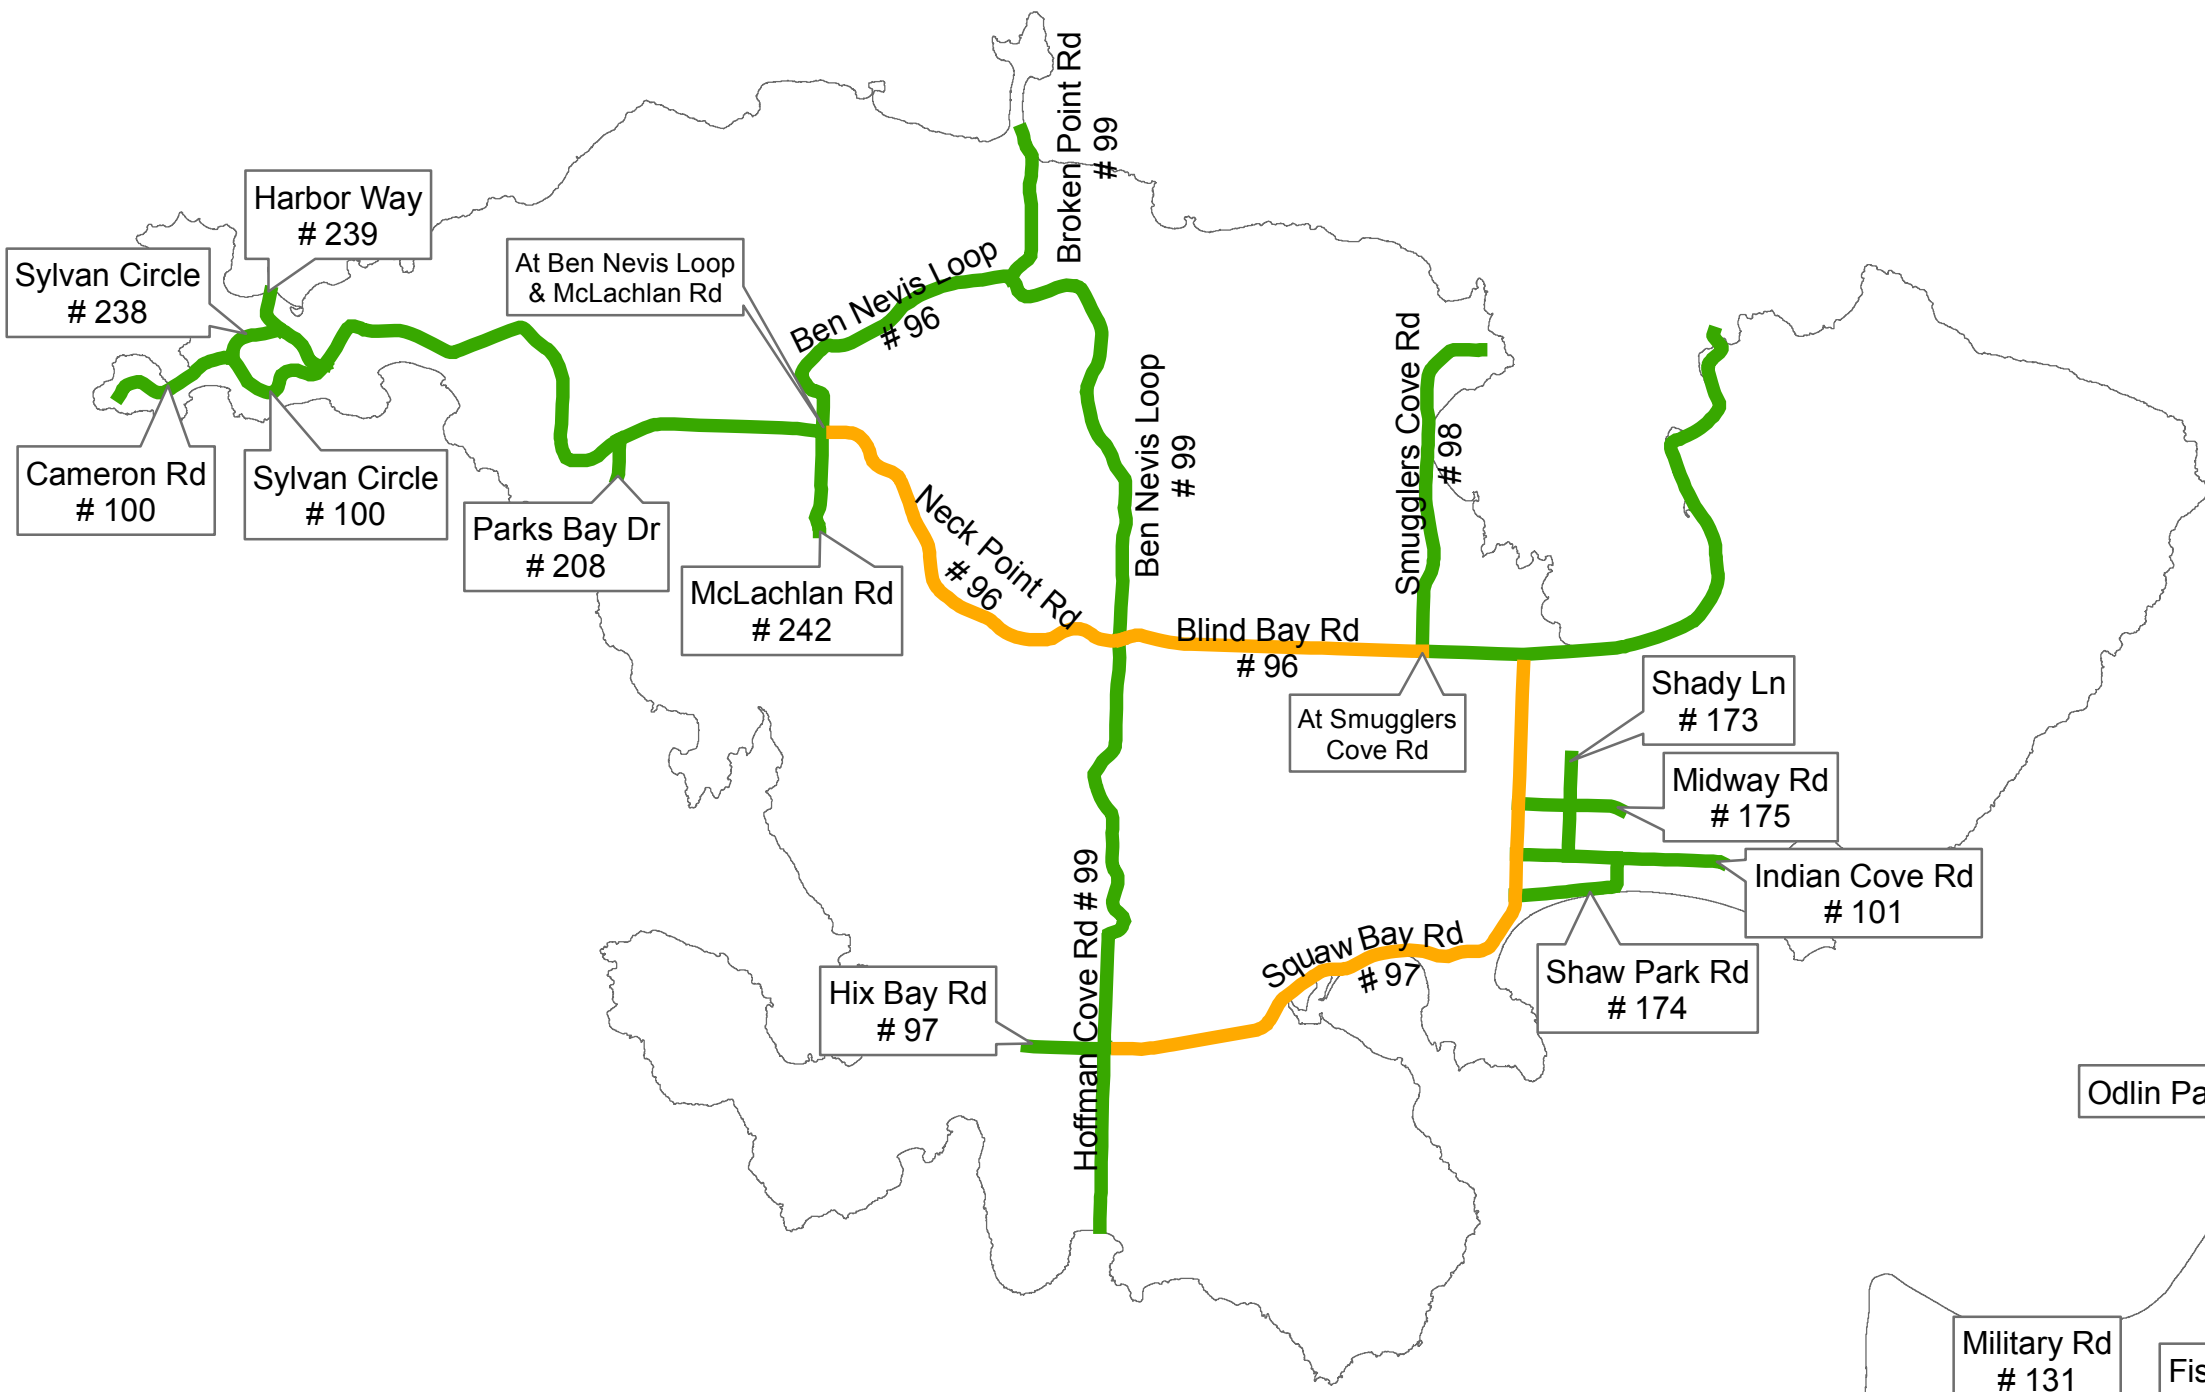 Broken Point Rd
# 99
Harbor Way
# 239
Sylvan Circle
# 238
At Ben Nevis Loop
& McLachlan Rd
Ben Nevis Loop
# 96
Ben Nevis Loop
# 99
Smugglers Cove Rd
# 98
Cameron Rd
# 100
Sylvan Circle
# 100
Parks Bay Dr
# 208
McLachlan Rd
# 242
Neck Point Rd
# 96
Blind Bay Rd
# 96
At Smugglers
Cove Rd
Shady Ln
# 173
Midway Rd
# 175
Indian Cove Rd
# 101
Shaw Park Rd
# 174
Squaw Bay Rd
# 97
Hoffman Cove Rd # 99
Hix Bay Rd
# 97
Odlin Pa
Military Rd
# 131
Fis